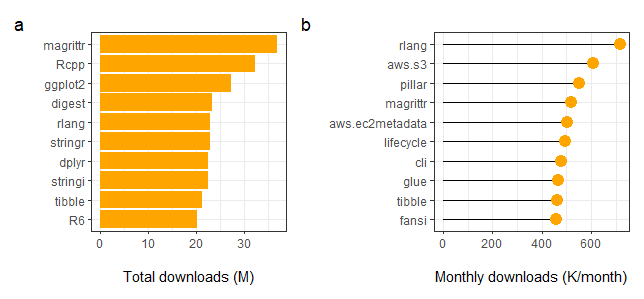 a
magrittr
Rcpp
ggplot2
digest
rlang
stringr
dplyr
stringi
tibble
R6
0 10 20 30
Total downloads (M)
b
rlang
aws.s3
pillar
magrittr
aws.ec2metadata
lifecycle
cli
glue
tibble
fansi
0 200 400 600
Monthly downloads (K/month)